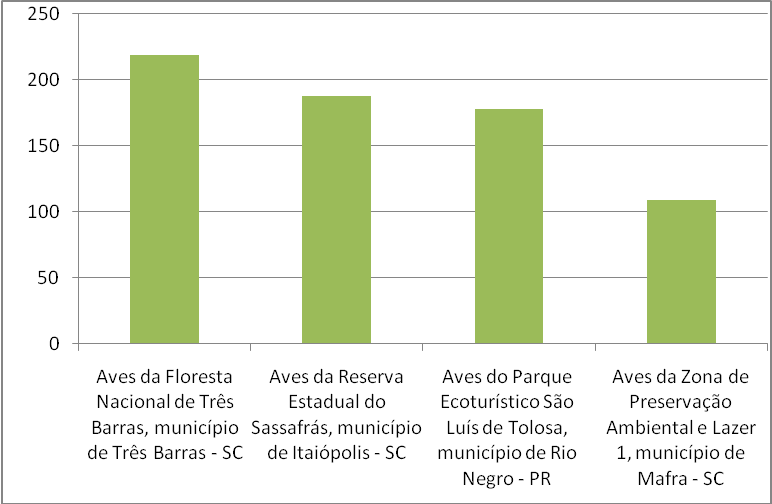 250
200
150
100
50
0
Aves da Floresta
Nacional de Três
Barras, município
de Três Barras - SC
Aves da Reserva
Estadual do
Sassafrás, município
de Itaiópolis - SC
Aves do Parque
Ecoturístico São
Luís de Tolosa,
município de Rio
Negro - PR
Aves da Zona de
Preservação
Ambiental e Lazer
1, município de
Mafra - SC